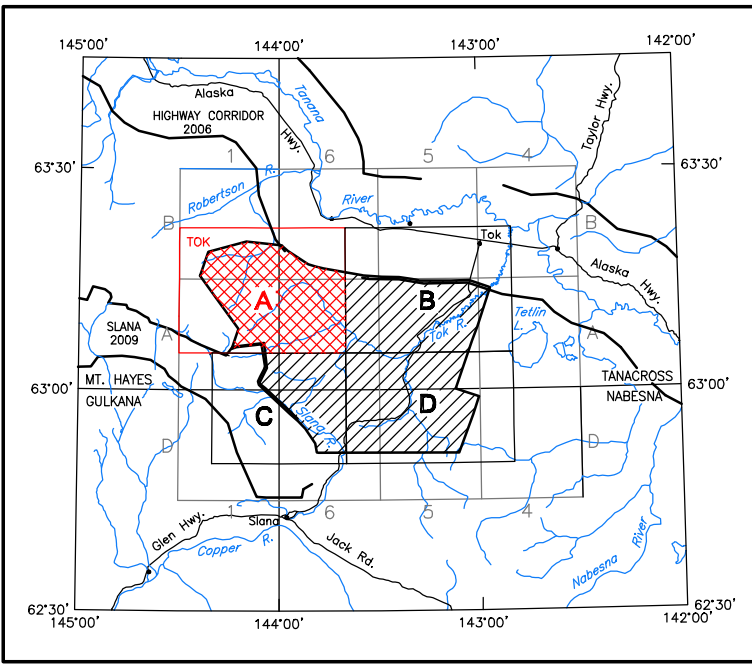 145°00' 144°00' 143°00' 142°00'
Alaska
Hwy.
Tanana
HIGHWAY CORRIDOR
2006
Taylor Hwy.
63°30' 1 6 5 4 63°30'
Robertson R.
River
B B
TOK
Tok
A B
Alaska
Hwy.
SLANA
2009
Tok R.
Tetlin
L.
A A
63°00' MT. HAYES TANACROSS 63°00'
GULKANA NABESNA
C D
Slana R.
D D
1 6 5 4
Slana
Glen Hwy.
Copper R.
Jack Rd.
Nabesna River
62°30' 62°30'
145°00' 144°00' 143°00' 142°00'